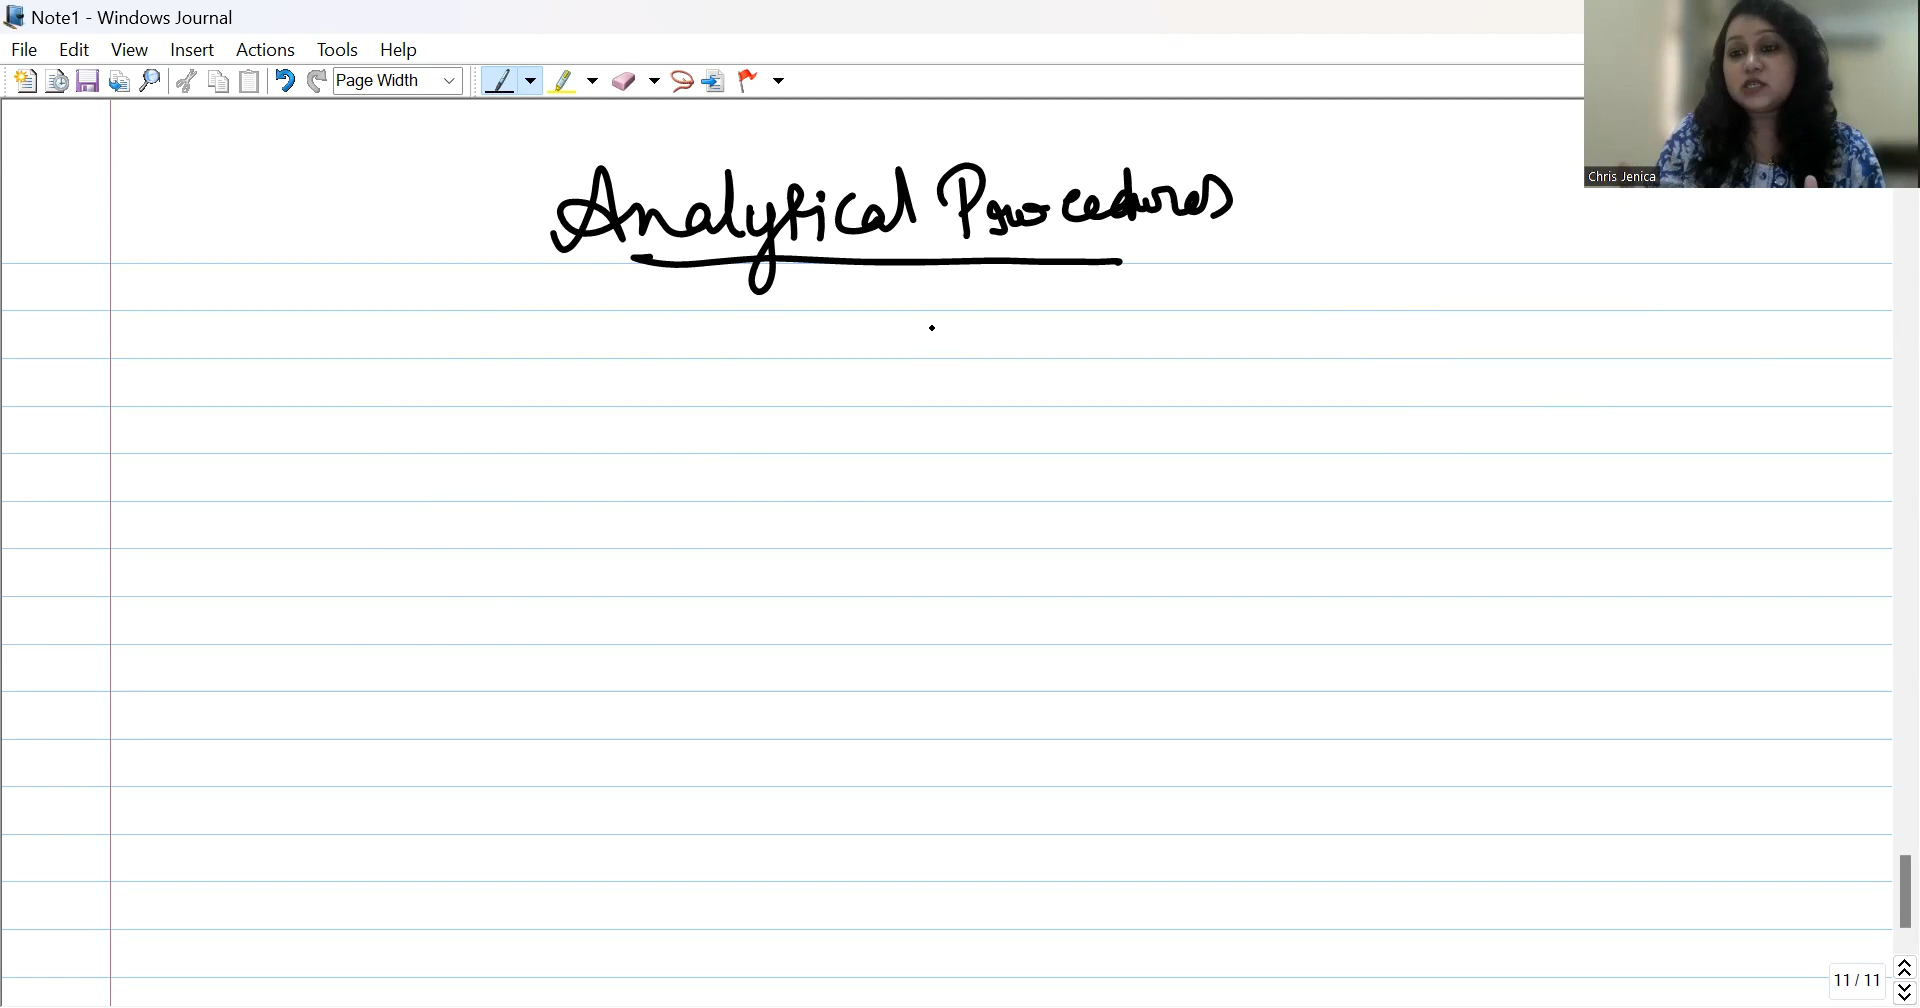 Note1 - Windows Journal
File Edit View Insert Actions Tools Help
Page Width
Chris Jenica
Analytical Procedures
11 / 11